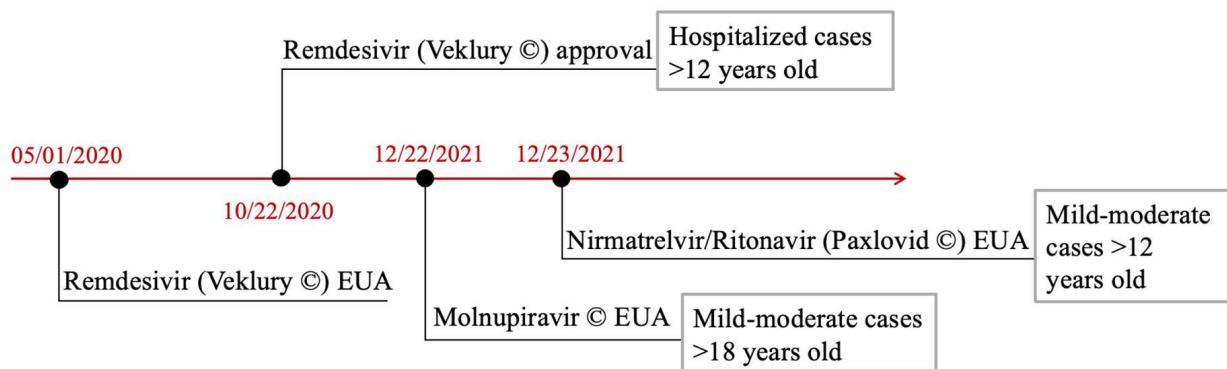 Remdesivir (Veklury ©) approval
Hospitalized cases
>12 years old
05/01/2020
12/22/2021
12/23/2021
10/22/2020
Remdesivir (Veklury ©) EUA
Nirmatrelvir/Ritonavir (Paxlovid ©) EUA
Mild-moderate
cases >12
years old
Molnupiravir © EUA
Mild-moderate cases
>18 years old